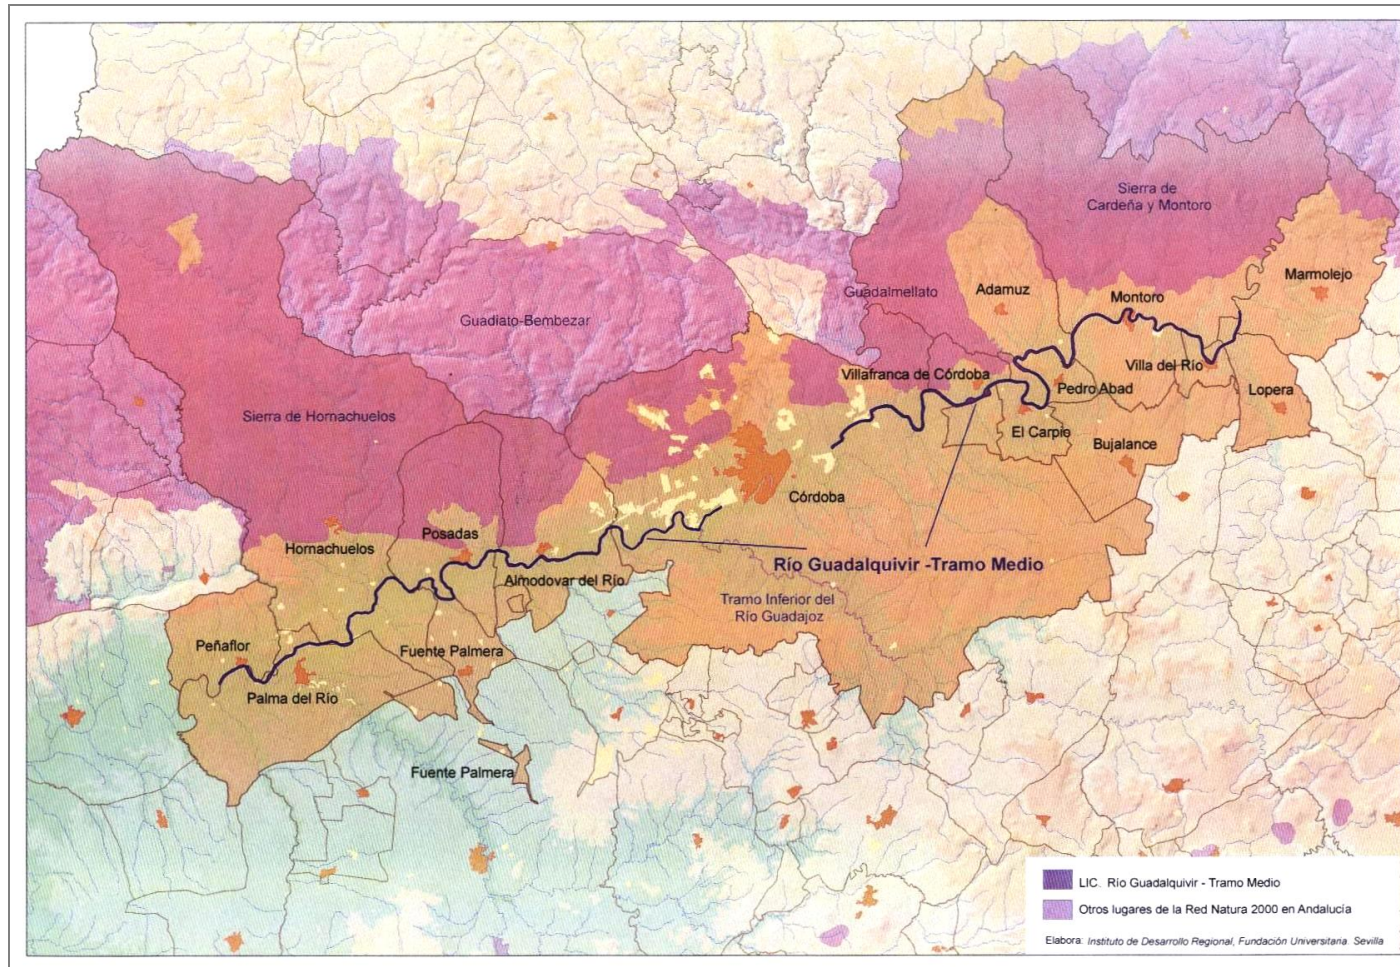 Sierra de
Cardeña y Montoro
Marmolejo
Guadalmellato
Adamuz
Montoro
Guadiato-Bembezar
Villafranca de Córdoba
Pedro Abad
Villa del Río
Lopera
Sierra de Hornachuelos
El Carpio
Bujalance
Córdoba
Posadas
Hornachuelos
Almodovar del Río
Río Guadalquivir -Tramo Medio
Tramo Inferior del
Río Guadajoz
Peñaflor
Fuente Palmera
Palma del Río
Fuente Palmera
LIC. Río Guadalquivir - Tramo Medio
Otros lugares de la Red Natura 2000 en Andalucía
Elabora: Instituto de Desarrollo Regional, Fundación Universitaria. Sevilla